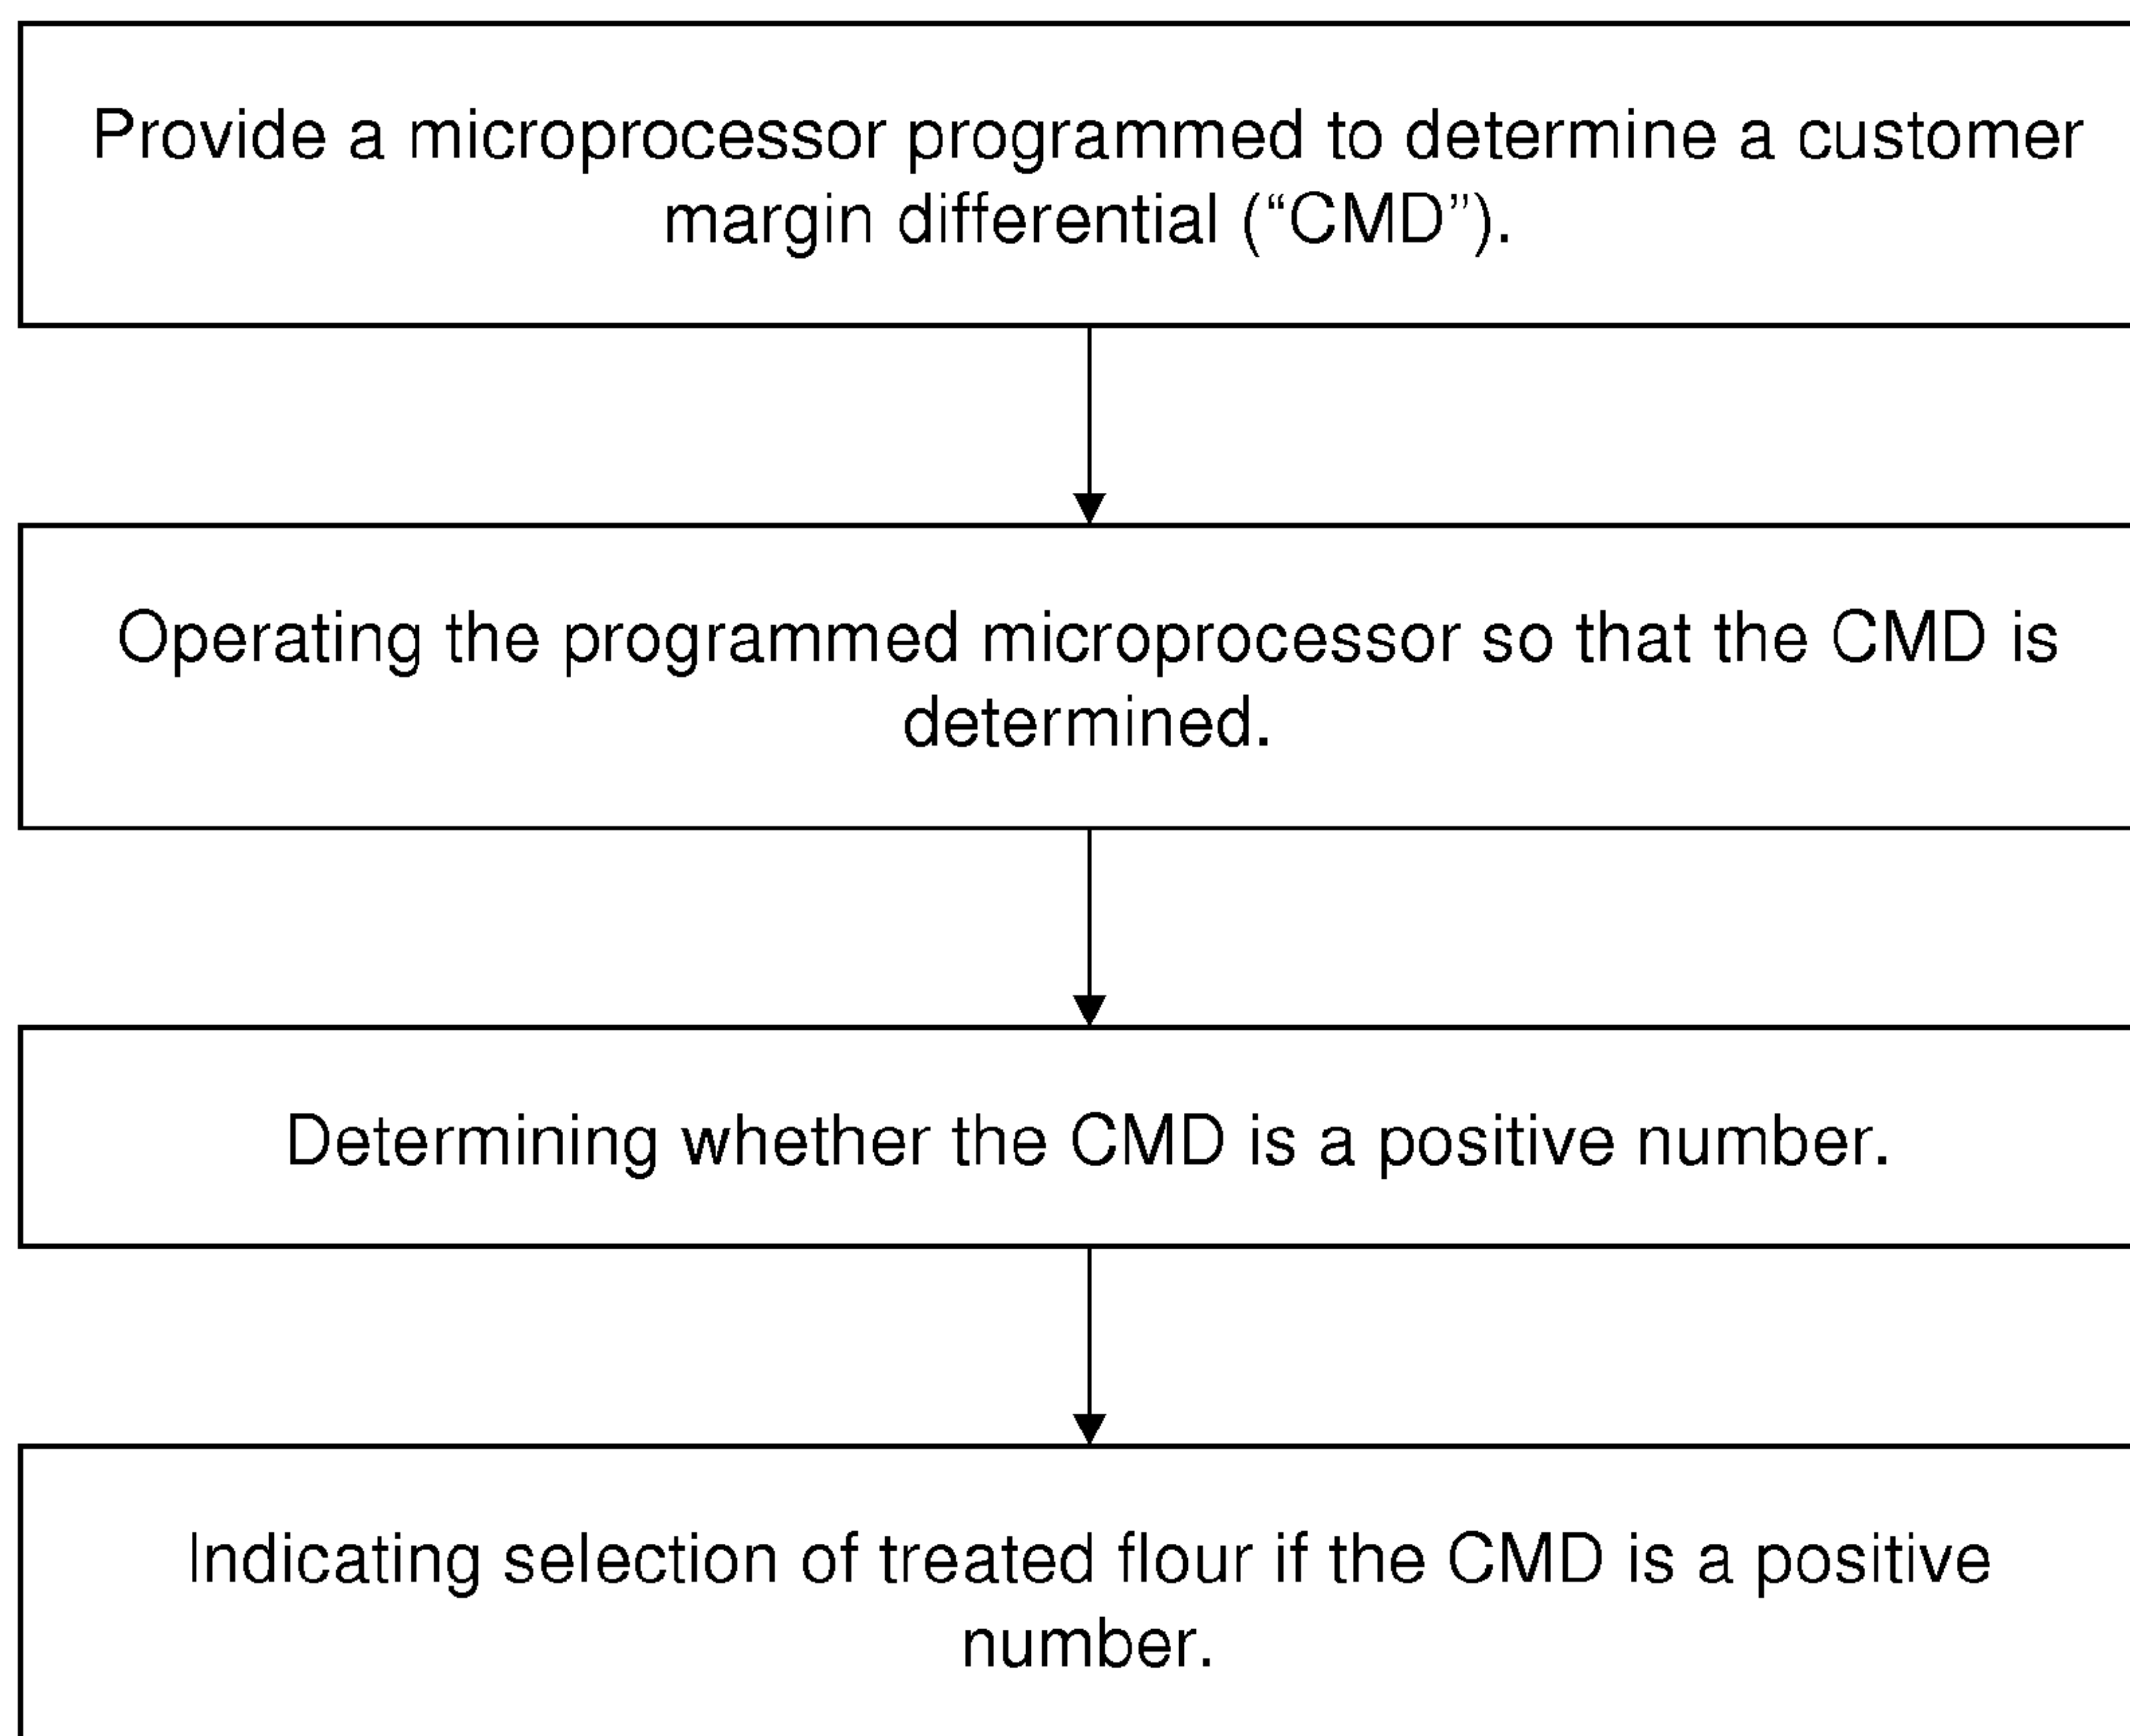 Provide a microprocessor programmed to determine a customer
margin differential (“CMD”).
Operating the programmed microprocessor so that the CMD is
determined.
Determining whether the CMD is a positive number.
Indicating selection of treated flour if the CMD is a positive
number.